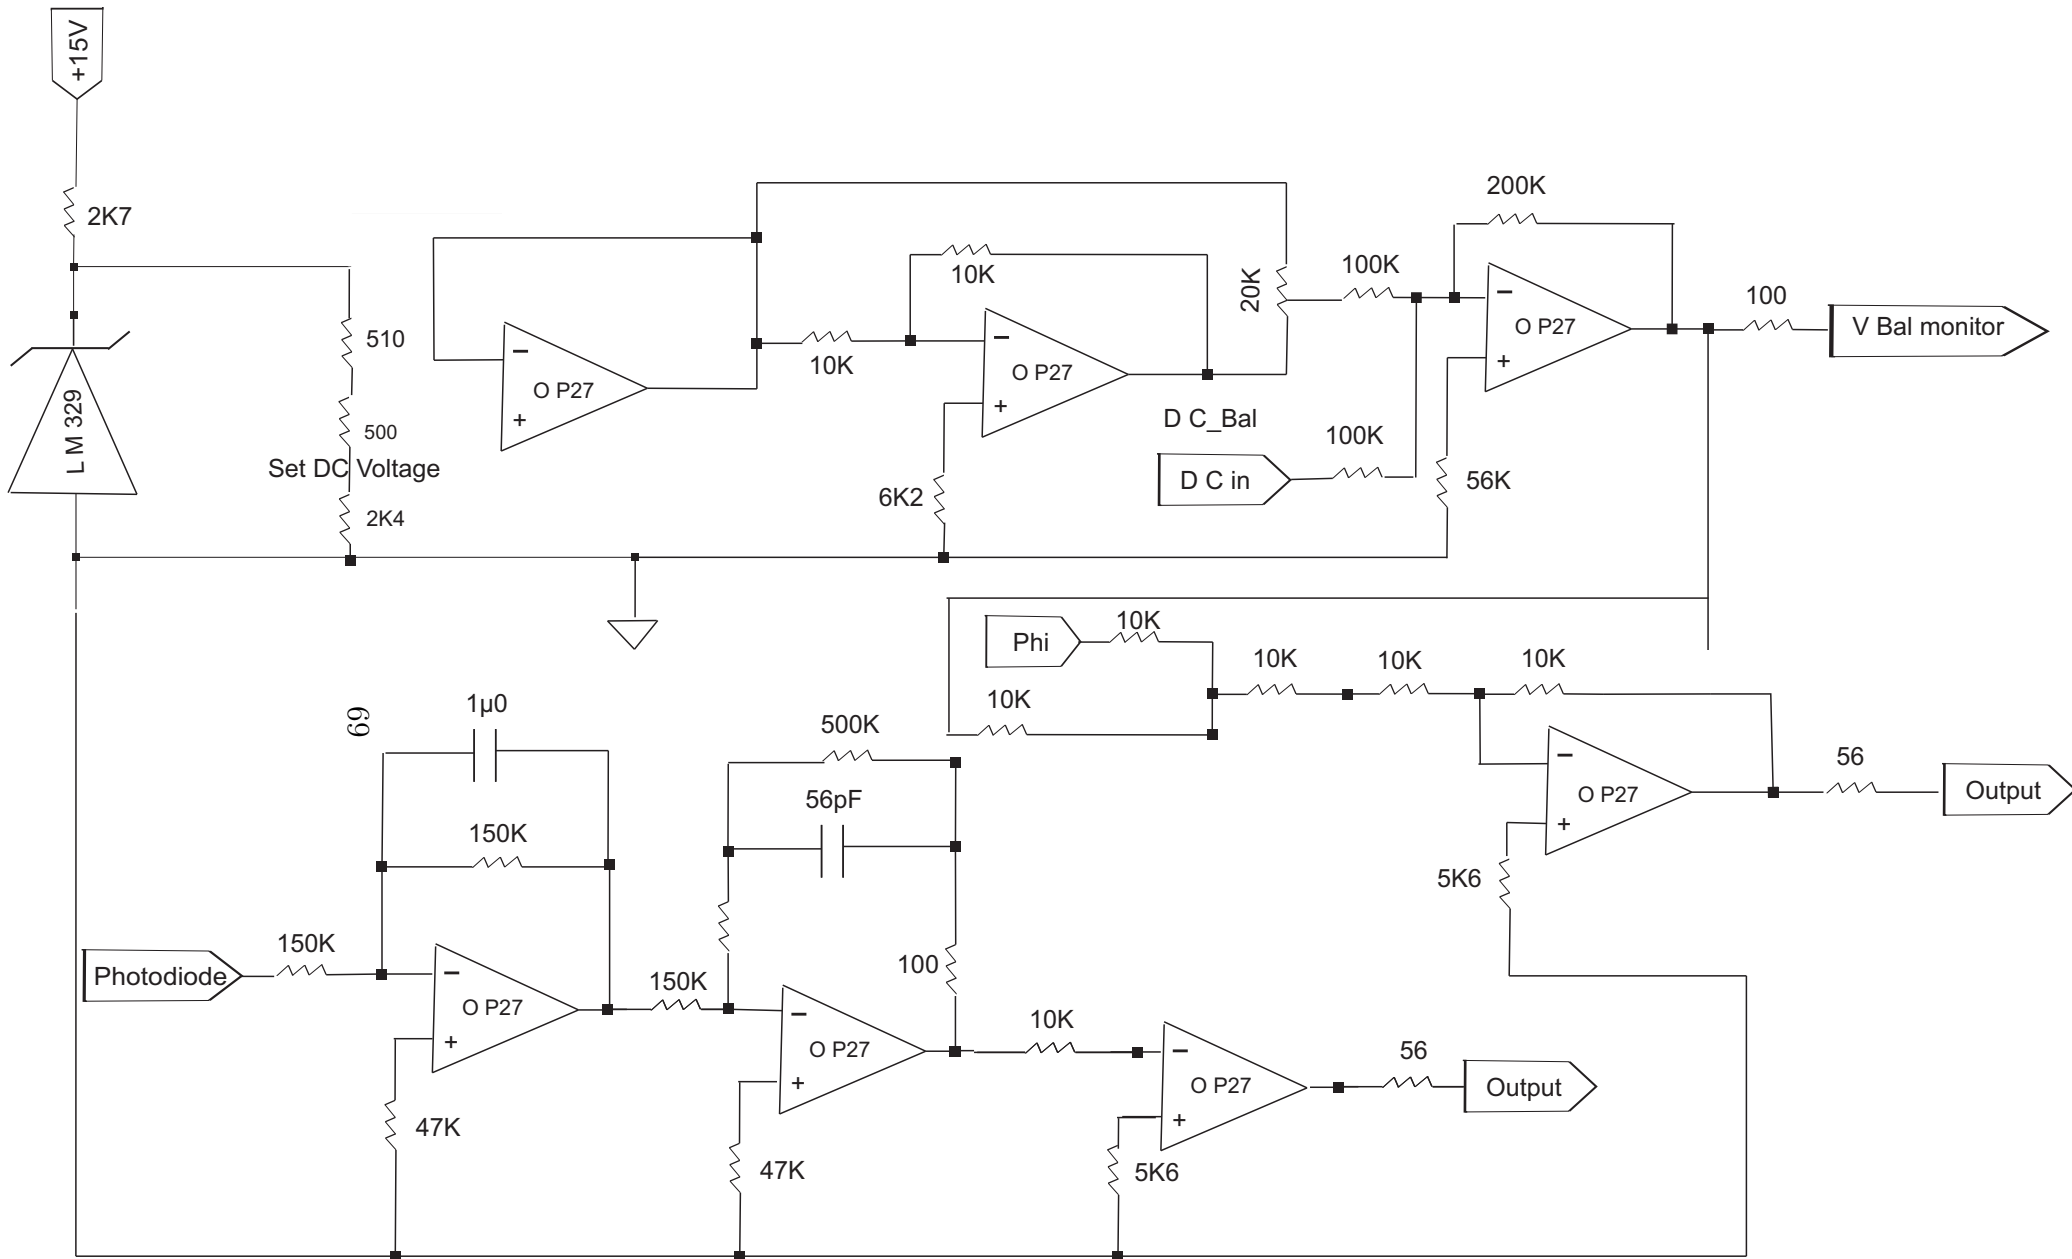 +15V
2K7
LM 329
510
500
Set DC Voltage
2K4
−
O P27
+
10K
10K
−
O P27
+
6K2
D C_Bal
20K
100K
100K
D C in
200K
−
O P27
+
56K
100
V Bal monitor
Phi
10K
10K
10K
10K
10K
−
O P27
+
5K6
56
Output
69
1µ0
150K
Photodiode
150K
−
O P27
+
47K
500K
56pF
150K
100
−
O P27
+
47K
10K
−
O P27
+
5K6
56
Output